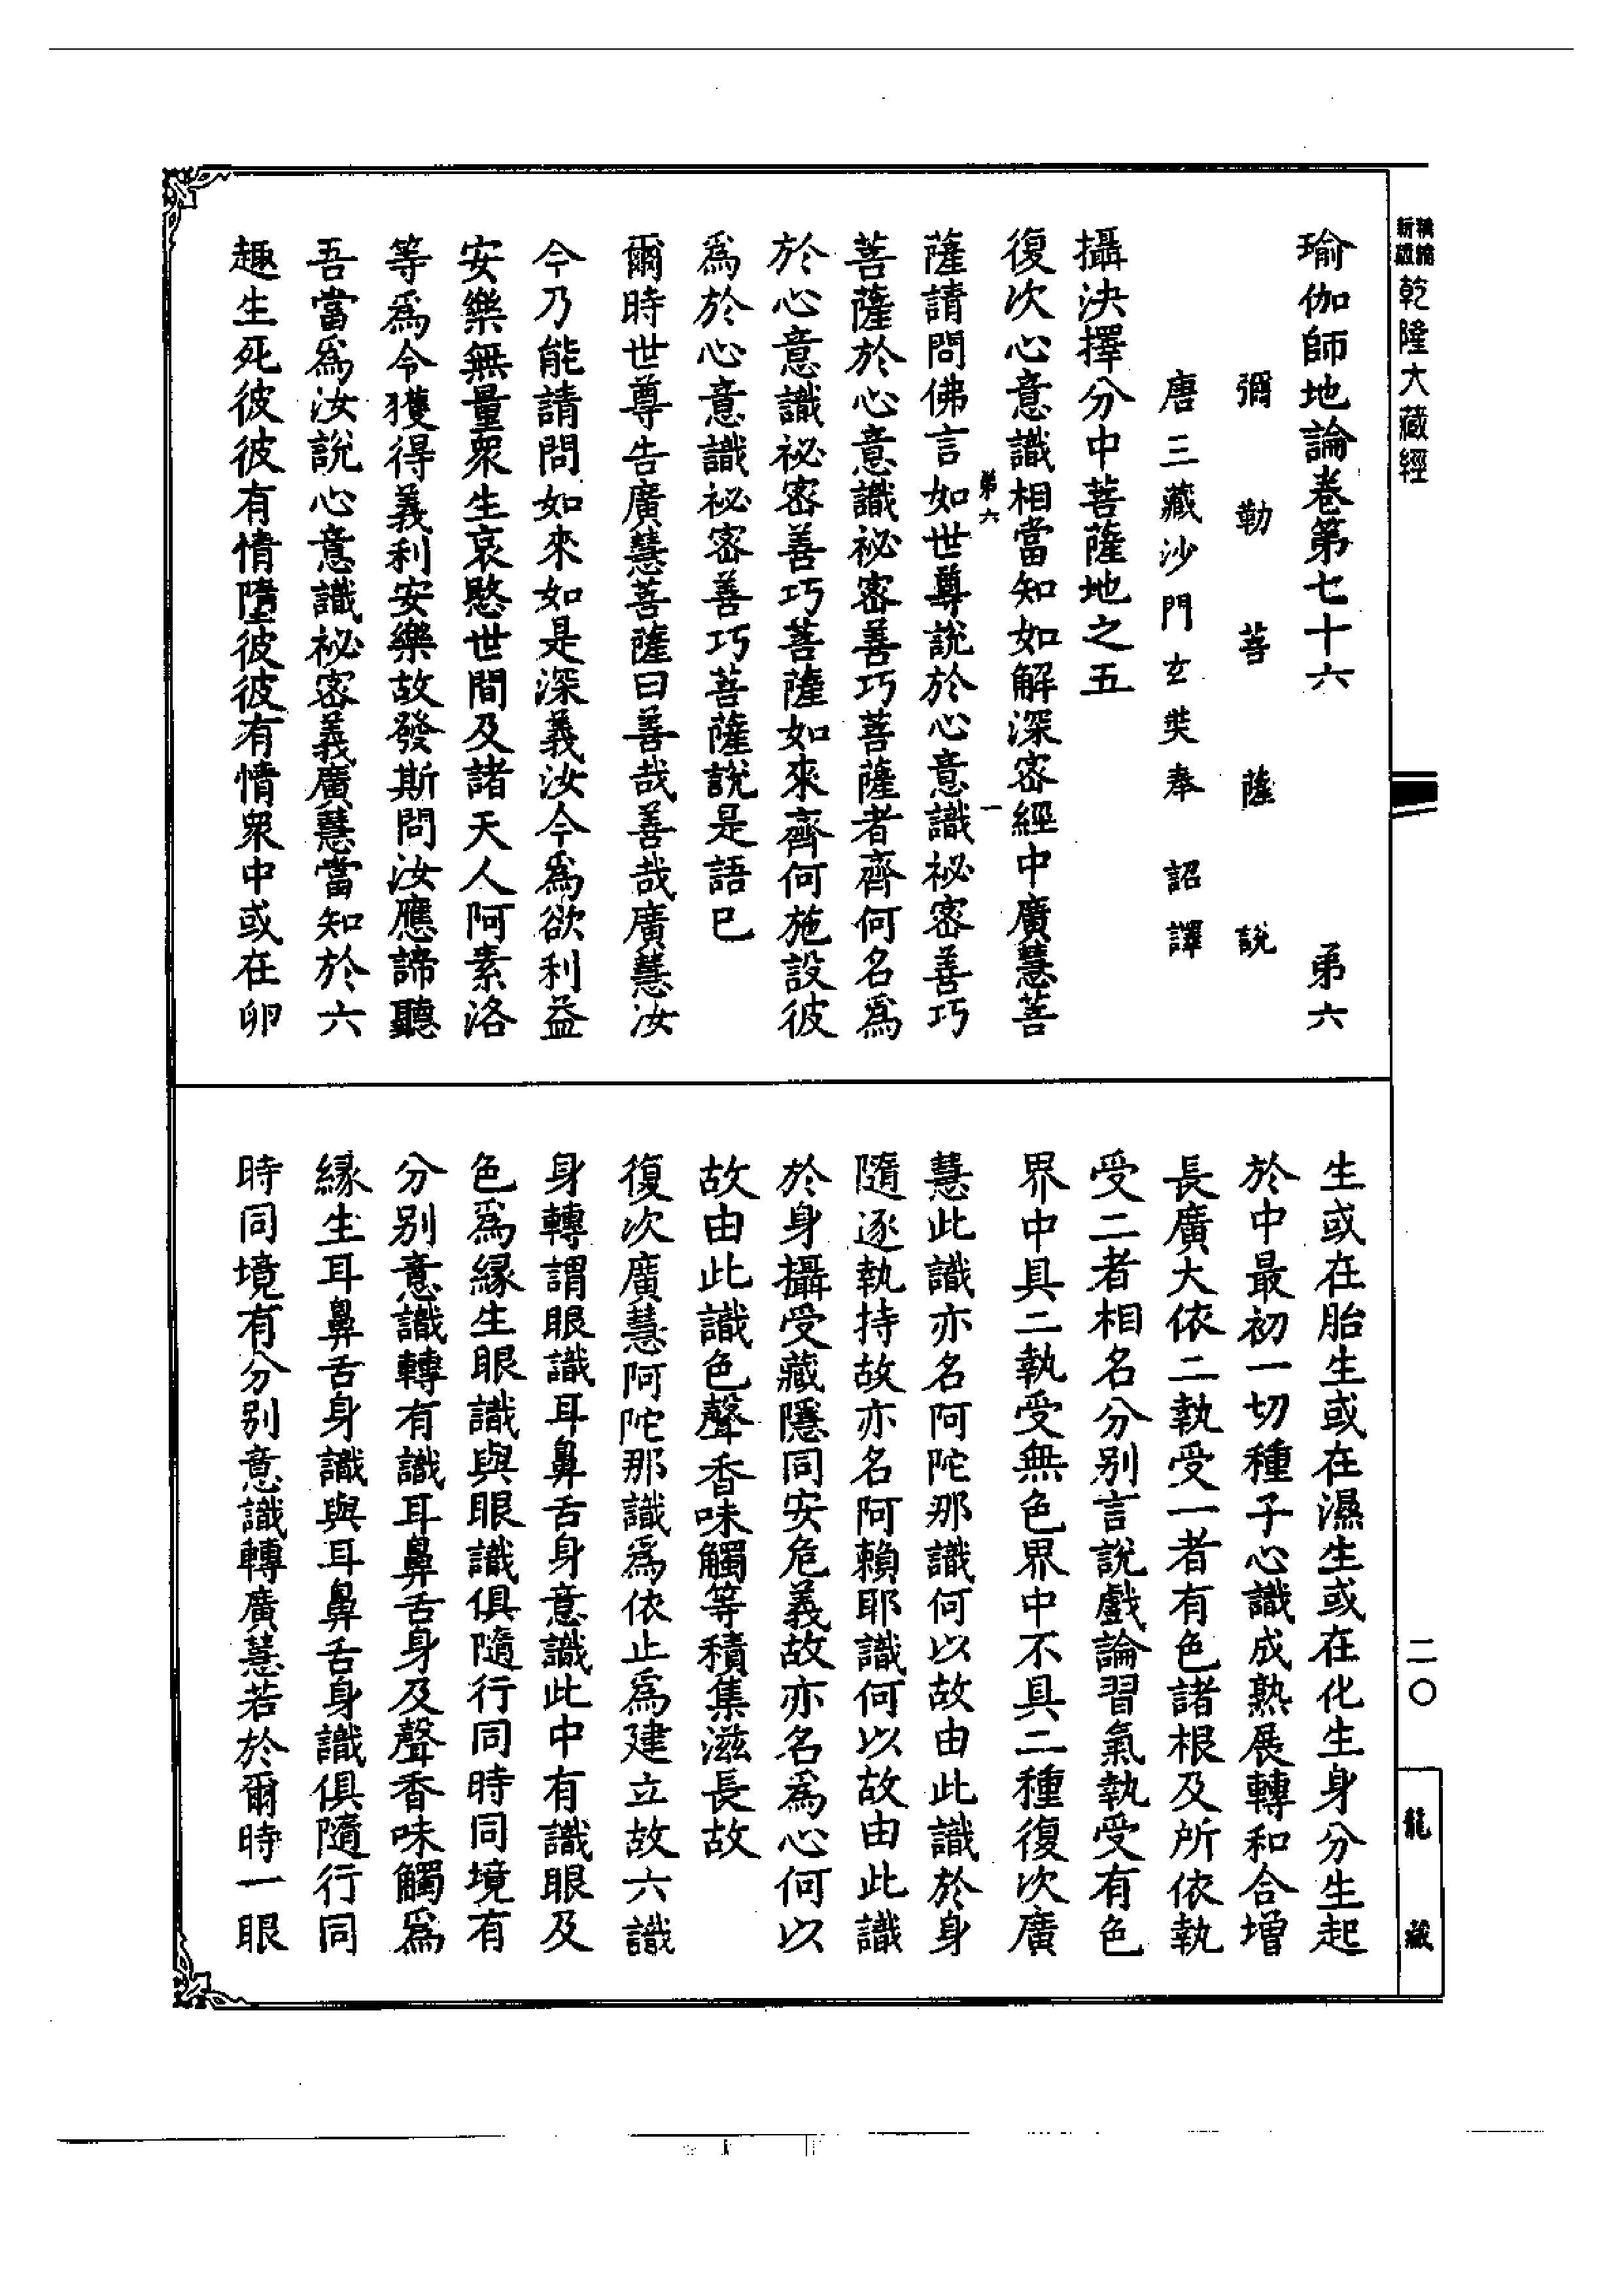 乾隆大藏經
瑜伽師地論卷第七十六 弟六
彌勒菩薩說
唐三藏沙門玄奘奉詔譯
攝決擇分中菩薩地之五
復次心意識相當知如解深密經中廣慧菩
弟六 一
薩請問佛言如世尊說於心意識祕密善巧
菩薩於心意識祕密善巧菩薩者齊何名爲
於心意識祕密善巧菩薩如來齊何施設彼
爲於心意識祕密善巧菩薩說是語巳
爾時世尊告廣慧菩薩曰善哉善哉廣慧汝
今乃能請問如來如是深義汝今爲欲利益
安樂無量衆生哀愍世間及諸天人阿素洛
等爲令獲得義利安樂故發斯問汝應諦聽
吾當爲汝說心意識祕密義廣慧當知於六
趣生死彼彼有情墮彼彼有情衆中或在卵
生或在胎生或在濕生或在化生身分生起
於中最初一切種子心識成熟展轉和合增
長廣大依二執受一者有色諸根及所依執
受二者相名分別言說戲論習氣執受有色
界中具二執受無色界中不具二種復次廣
慧此識亦名阿陀那識何以故由此識於身
隨逐執持故亦名阿賴耶識何以故由此識
於身攝受藏隱同安危義故亦名爲心何以
故由此識色聲香味觸等積集滋長故
復次廣慧阿陀那識爲依止爲建立故六識
身轉謂眼識耳鼻舌身意識此中有識眼及
色爲緣生眼識與眼識俱隨行同時同境有
分別意識轉有識耳鼻舌身及聲香味觸爲
緣生耳鼻舌身識與耳鼻舌身識俱隨行同
時同境有分別意識轉廣慧若於爾時一眼
二〇
龍藏